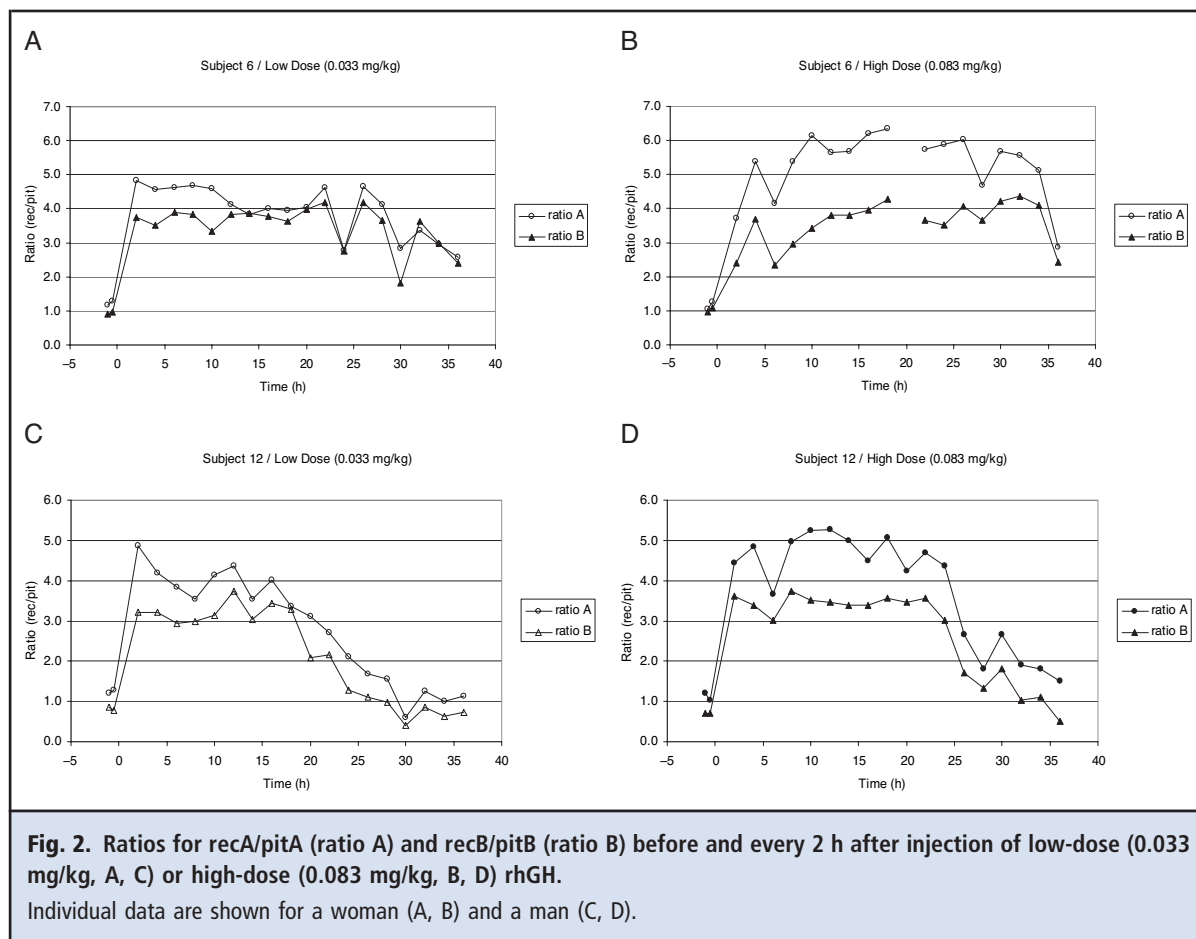 A
Subject 6 / Low Dose (0.033 mg/kg)
7.0
6.0
5.0
4.0
3.0
2.0
1.0
0.0
Ratio (rec/pit)
–5 0 5 10 15 20 25 30 35 40
Time (h)
ratio A
ratio B
B
Subject 6 / High Dose (0.083 mg/kg)
7.0
6.0
5.0
4.0
3.0
2.0
1.0
0.0
Ratio (rec/pit)
–5 0 5 10 15 20 25 30 35 40
Time (h)
ratio A
ratio B
C
Subject 12 / Low Dose (0.033 mg/kg)
6.0
5.0
4.0
3.0
2.0
1.0
0.0
Ratio (rec/pit)
–5 0 5 10 15 20 25 30 35 40
Time (h)
ratio A
ratio B
D
Subject 12 / High Dose (0.083 mg/kg)
6.0
5.0
4.0
3.0
2.0
1.0
0.0
Ratio (rec/pit)
–5 0 5 10 15 20 25 30 35 40
Time (h)
ratio A
ratio B
Fig. 2. Ratios for recA/pitA (ratio A) and recB/pitB (ratio B) before and every 2 h after injection of low-dose (0.033
mg/kg, A, C) or high-dose (0.083 mg/kg, B, D) rhGH.
Individual data are shown for a woman (A, B) and a man (C, D).